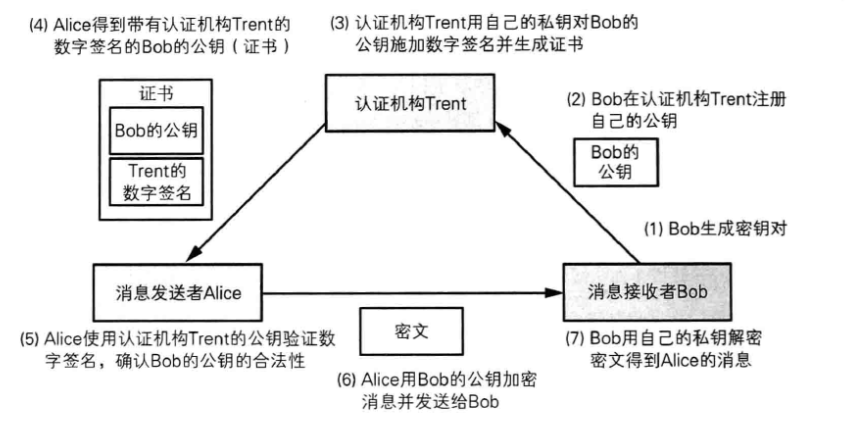 (4) Alice得到带有认证机构Trent的
数字签名的Bob的公钥（证书）
(3) 认证机构Trent用自己的私钥对Bob的
公钥施加数字签名并生成证书
证书
Bob的公钥
Trent的
数字签名
认证机构Trent
(2) Bob在认证机构Trent注册
自己的公钥
Bob的
公钥
(1) Bob生成密钥对
消息发送者Alice
消息接收者Bob
(5) Alice使用认证机构Trent的公钥验证数
字签名，确认Bob的公钥的合法性
密文
(7) Bob用自己的私钥解密
密文得到Alice的消息
(6) Alice用Bob的公钥加密
消息并发送给Bob